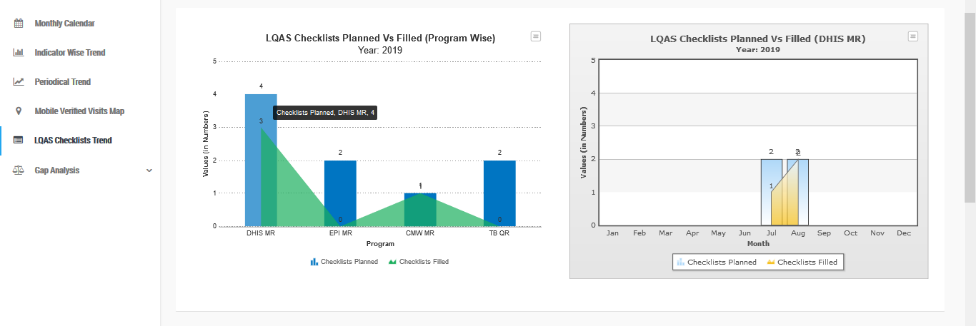 Monthly Calendar
Indicator Wise Trend
Periodical Trend
Mobile Verified Visits Map
LQAS Checklists Trend
Gap Analysis
LQAS Checklists Planned Vs Filled (Program Wise)
Year: 2019
Values (in Numbers)
5
4
3
2
1
0
4
3
Checklists Planned, DHIS MR, 4
2
0
1
2
0
DHIS MR EPI MR CMW MR TB QR
Program
Checklists Planned Checklists Filled
LQAS Checklists Planned Vs Filled (DHIS MR)
Year: 2019
Values (in Numbers)
5
4
3
2
1
0
2
1
Jan Feb Mar Apr May Jun Jul Aug Sep Oct Nov Dec
Month
Checklists Planned Checklists Filled